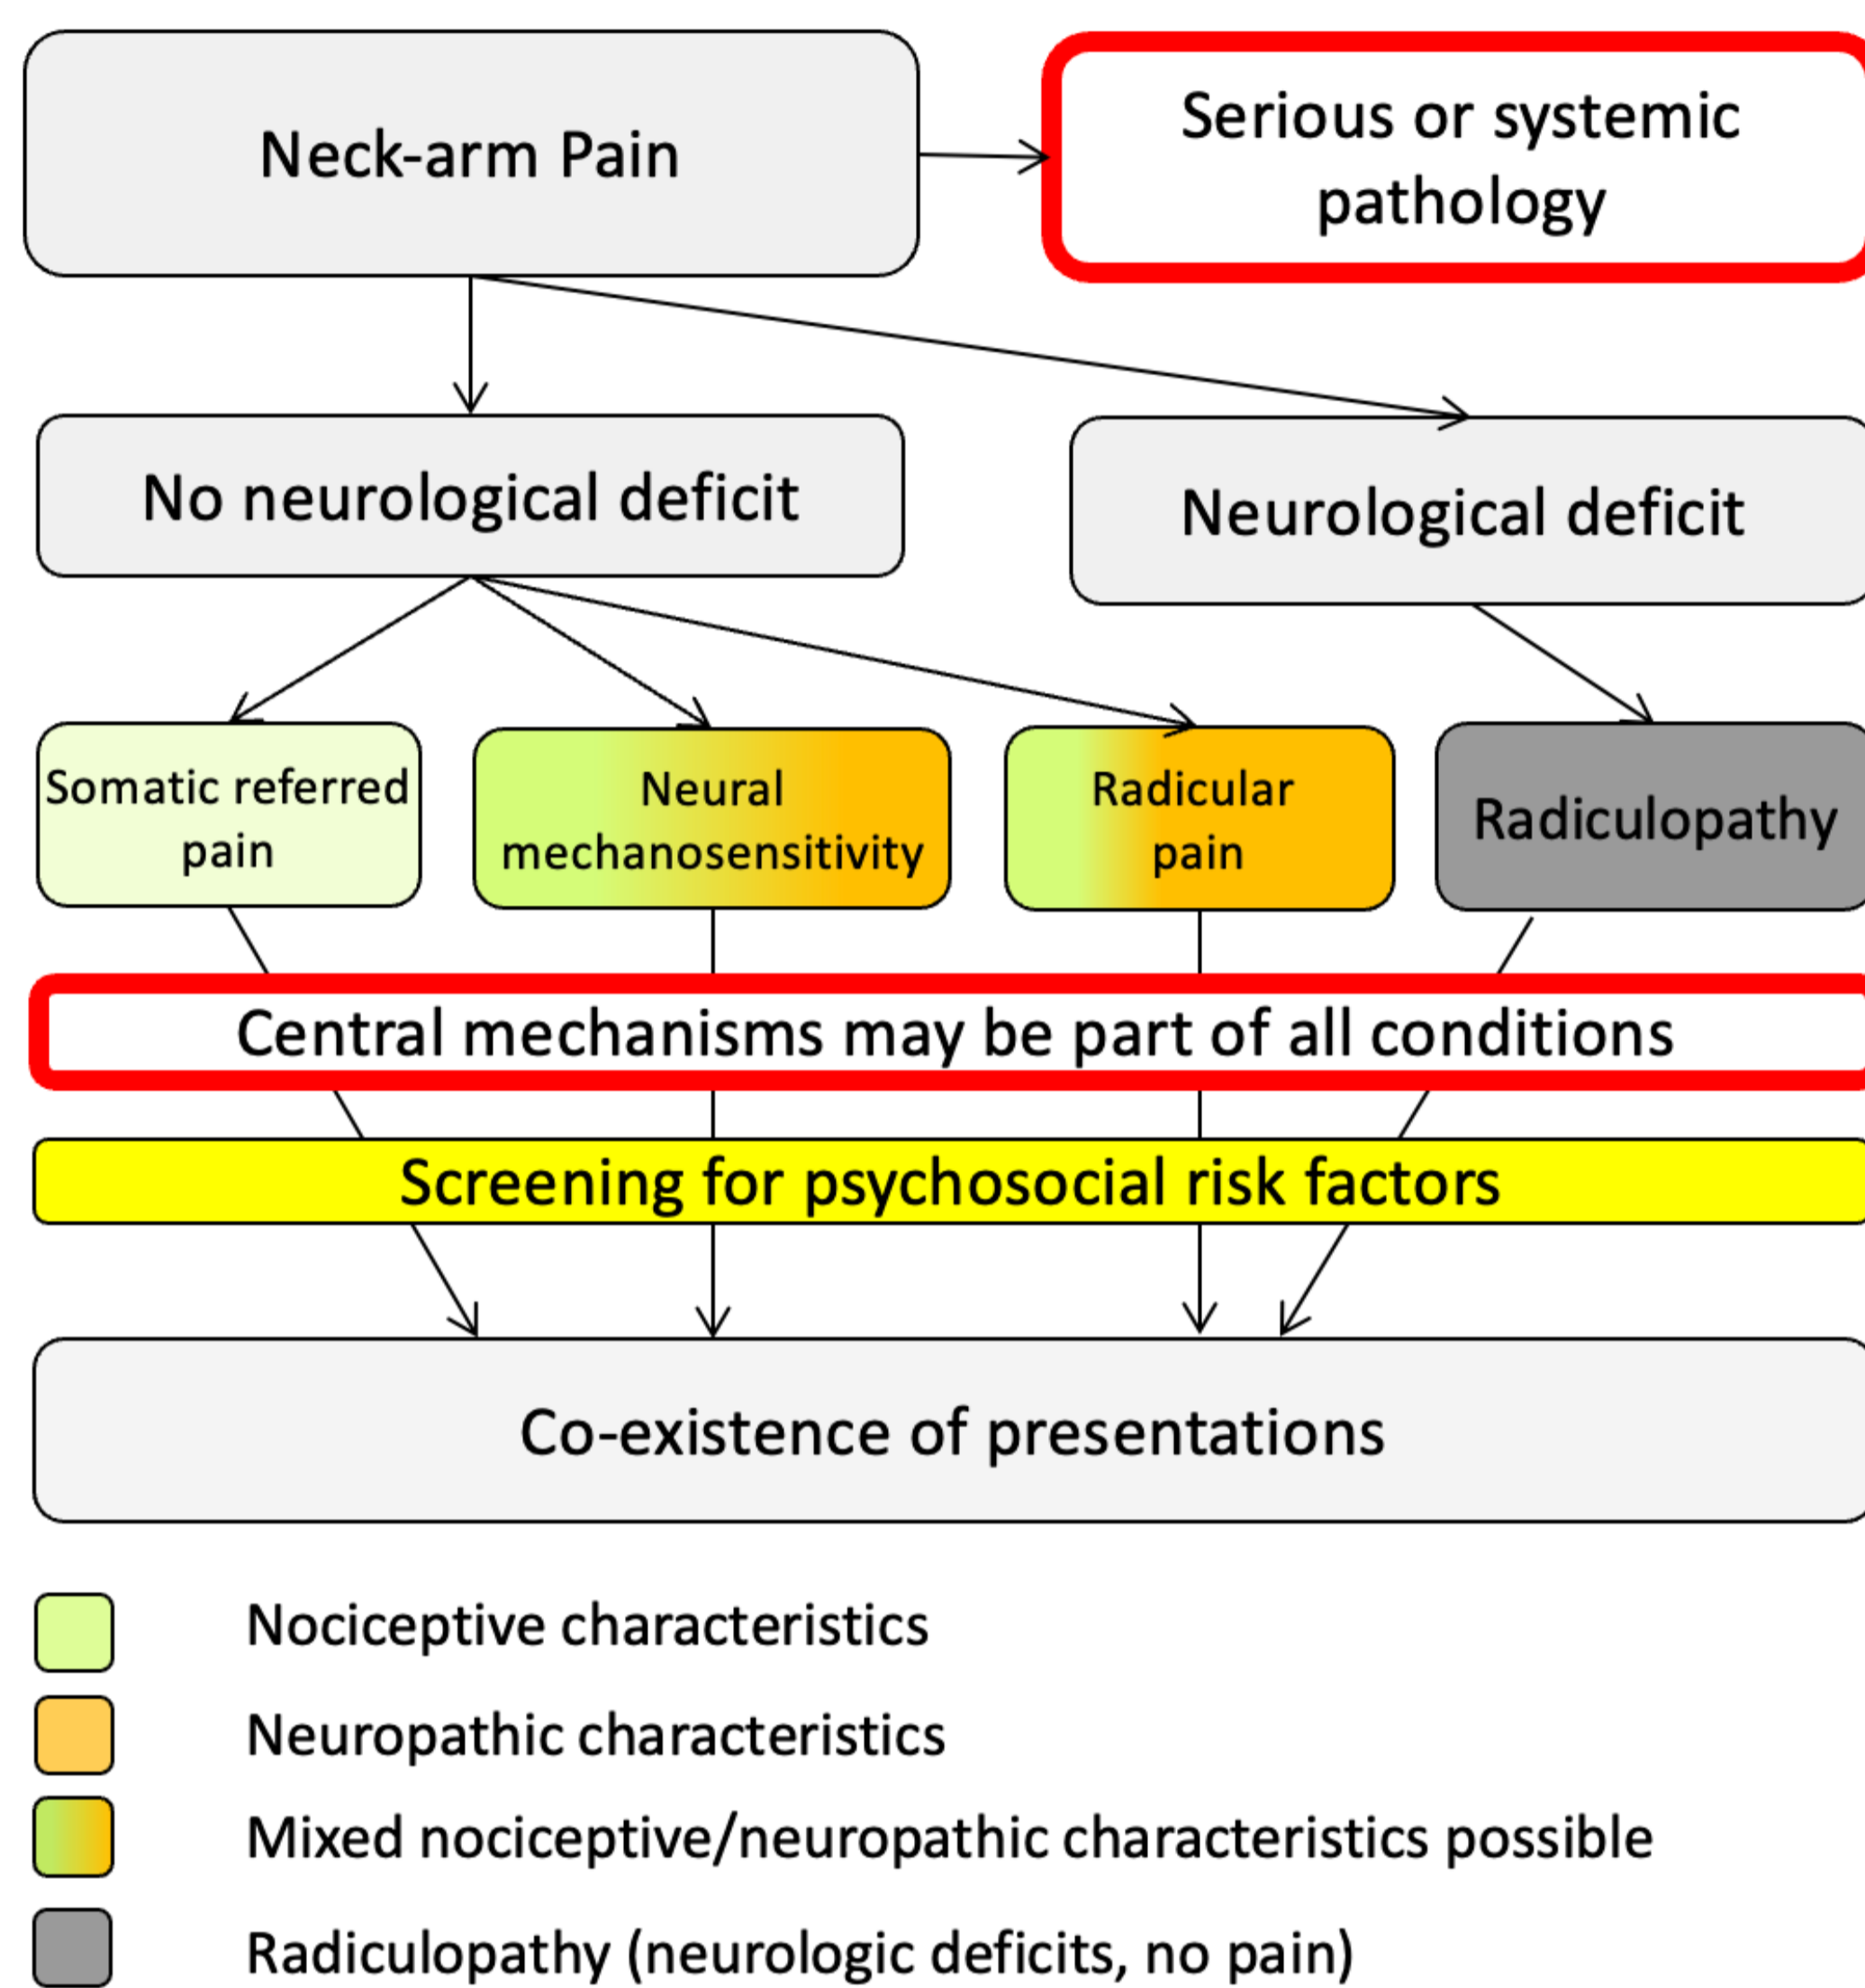 Neck-arm Pain
Serious or systemic
pathology
No neurological deficit
Neurological deficit
Somatic referred
pain
Neural
mechanosensitivity
Radicular
pain
Radiculopathy
Central mechanisms may be part of all conditions
Screening for psychosocial risk factors
Co-existence of presentations
Nociceptive characteristics
Neuropathic characteristics
Mixed nociceptive/neuropathic characteristics possible
Radiculopathy (neurologic deficits, no pain)